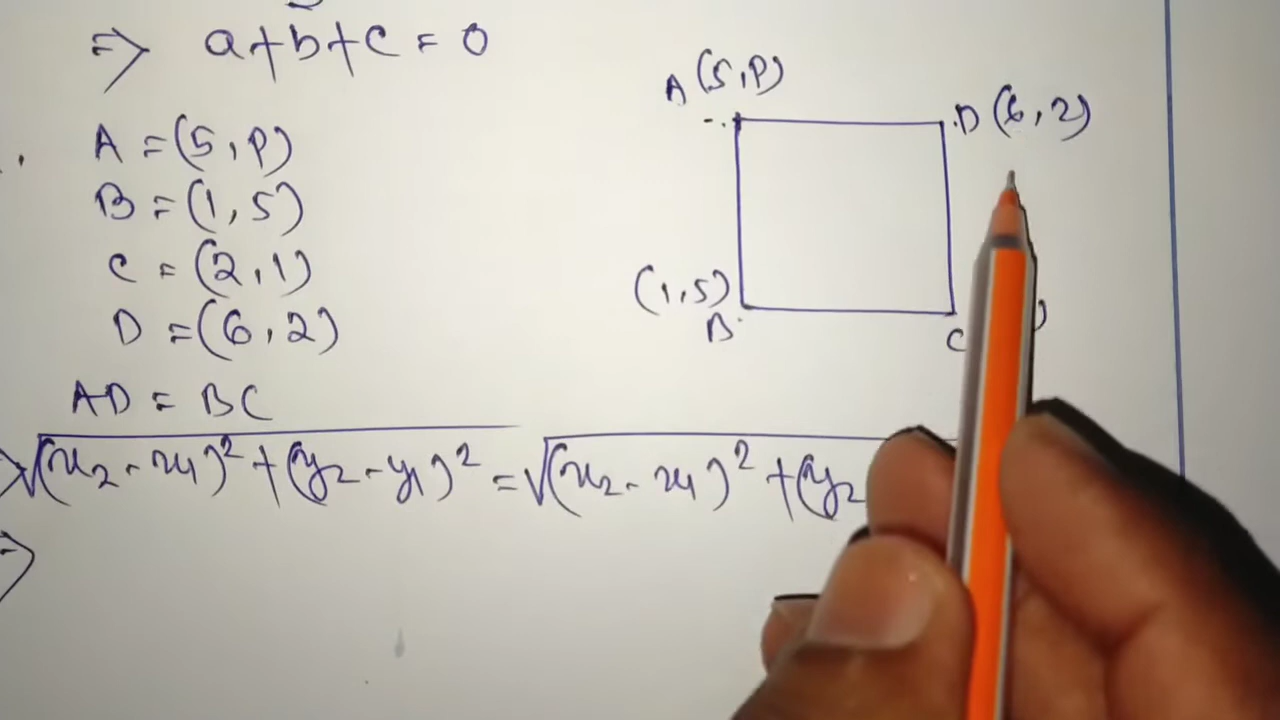 => a+b+c = 0
A = (5, P)
B = (1, 5)
C = (2, 1)
D = (6, 2)
AD = BC
√(x₂ - x₁)² + (y₂ - y₁)² = √(x₂ - x₁)² + (y₂
=>
A (5, P)
D (6, 2)
(1, 5)
B
C